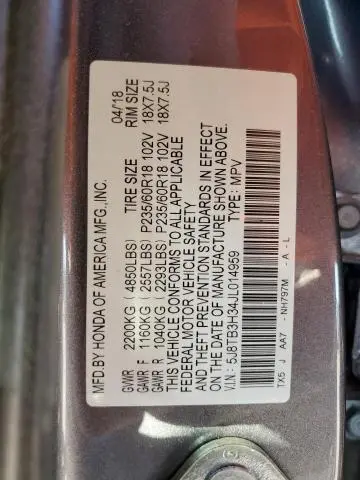 MFD.BY HONDA OF AMERICA MFG.,INC. 04/18
TIRE SIZE RIM SIZE
GVWR 2200KG (4850LBS)
GAWR F 1160KG (2557LBS) P235/60R18 102V 18X7.5J
GAWR R 1040KG (2293LBS) P235/60R18 102V 18X7.5J
THIS VEHICLE CONFORMS TO ALL APPLICABLE
FEDERAL MOTOR VEHICLE SAFETY
AND THEFT PREVENTION STANDARDS IN EFFECT
ON THE DATE OF MANUFACTURE SHOWN ABOVE.
V.I.N.: 5J8TB3H34JL014959 TYPE: MPV
TX5 J AA7 - NH797M - A - L